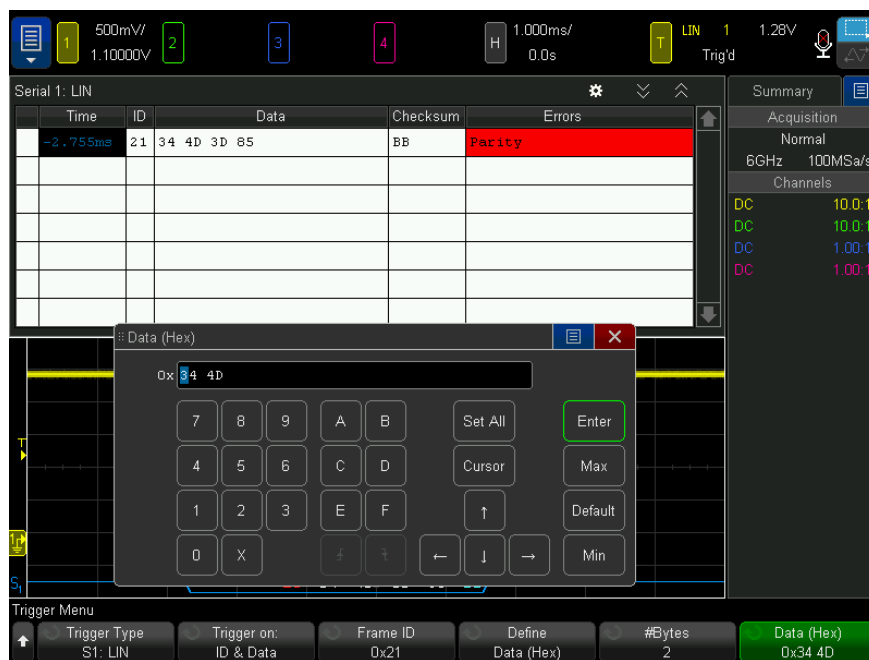 1 500mV/ 2 3 4 H 1.000ms/ T LIN 1 1.28V
1.10000V 0.0s Trig'd
Serial 1: LIN Summary
Time ID Data Checksum Errors Acquisition
-2.755ms 21 34 4D 3D 85 BB Parity Normal
6GHz 100MSa/s
Channels
DC 10.0:1
DC 10.0:1
DC 1.00:1
DC 1.00:1
Data (Hex)
0x 34 4D
7 8 9 A B Set All Enter
4 5 6 C D Cursor Max
1 2 3 E F ↑ Default
0 X ← ↓ → Min
T
1
S1
Trigger Menu
Trigger Type Trigger on: Frame ID Define #Bytes Data (Hex)
S1: LIN ID & Data 0x21 Data (Hex) 2 0x34 4D